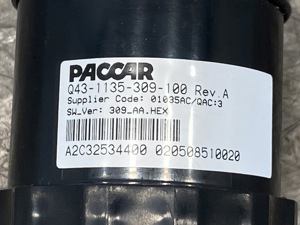 PACCAR
Q43-1135-309-100 Rev.A
Supplier Code: 01035AC/QAC:3
SW_Ver: 309_AA.HEX
A2C32534400 020508510020